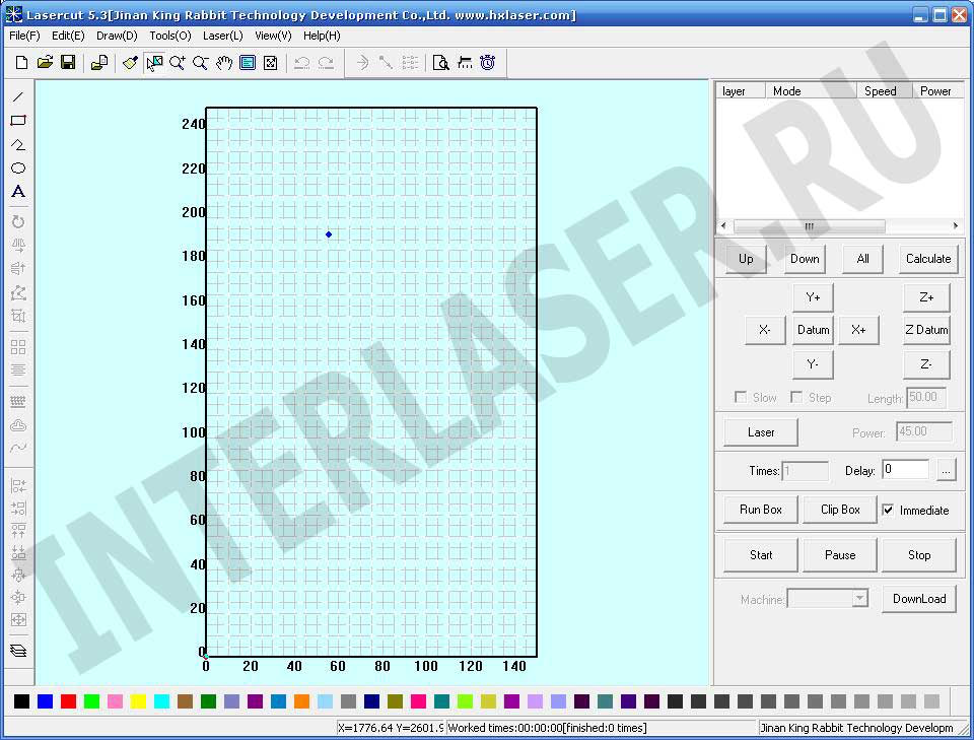 Lasercut 5.3[Jinan King Rabbit Technology Development Co.,Ltd. www.hxlaser.com]
File(F) Edit(E) Draw(D) Tools(O) Laser(L) View(V) Help(H)
A
layer Mode Speed Power
240
220
200
180
160
140
120
100
80
60
40
20
0
0 20 40 60 80 100 120 140
Up Down All Calculate
Y+ Z+
X- Datum X+ Z Datum
Y- Z-
Slow Step Length: 50.00
Laser Power: 45.00
Times: 1 Delay: 0 ...
Run Box Clip Box Immediate
Start Pause Stop
Machine: DownLoad
INTERLASER.RU
X=1776.64 Y=2601.9 Worked times:00:00:00[finished:0 times] Jinan King Rabbit Technology Developm